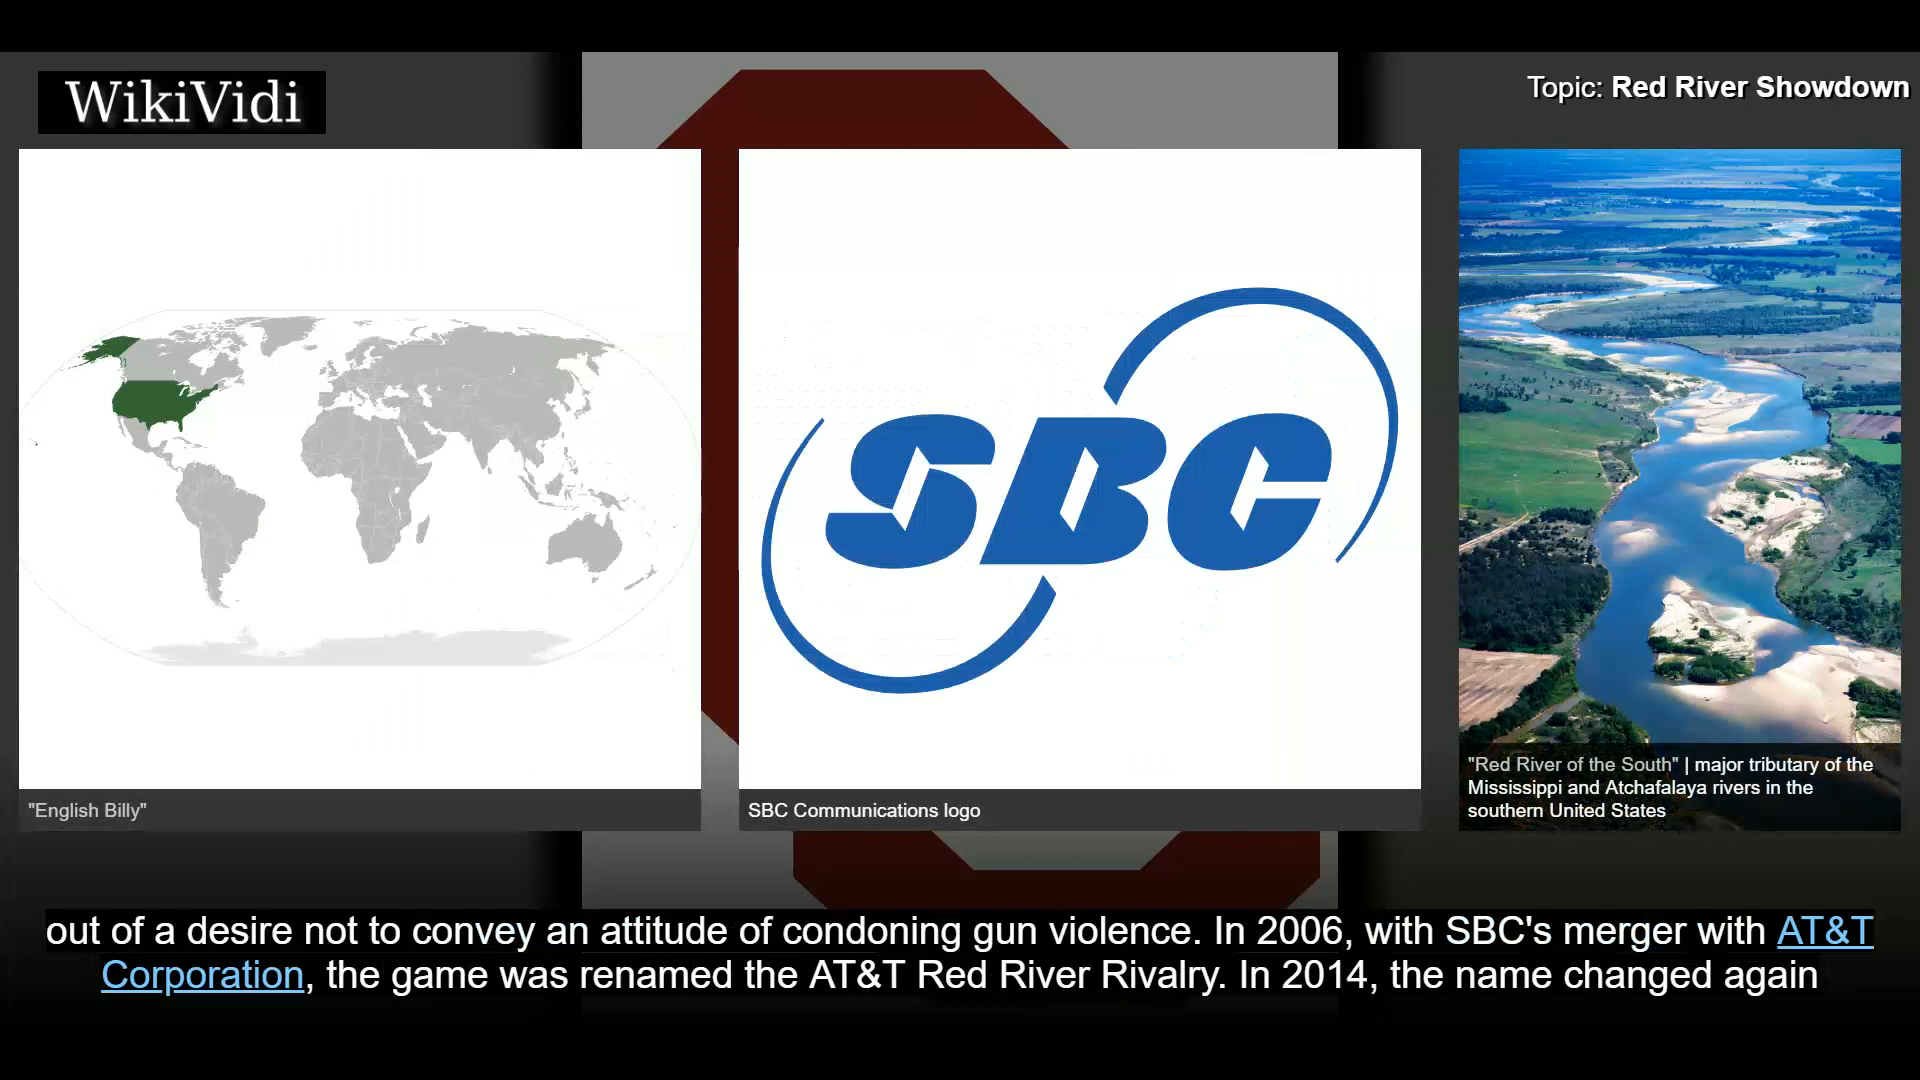 WikiVidi
Topic: Red River Showdown
SBC
"English Billy"
SBC Communications logo
"Red River of the South" | major tributary of the
Mississippi and Atchafalaya rivers in the
southern United States
out of a desire not to convey an attitude of condoning gun violence. In 2006, with SBC's merger with AT&T
Corporation, the game was renamed the AT&T Red River Rivalry. In 2014, the name changed again